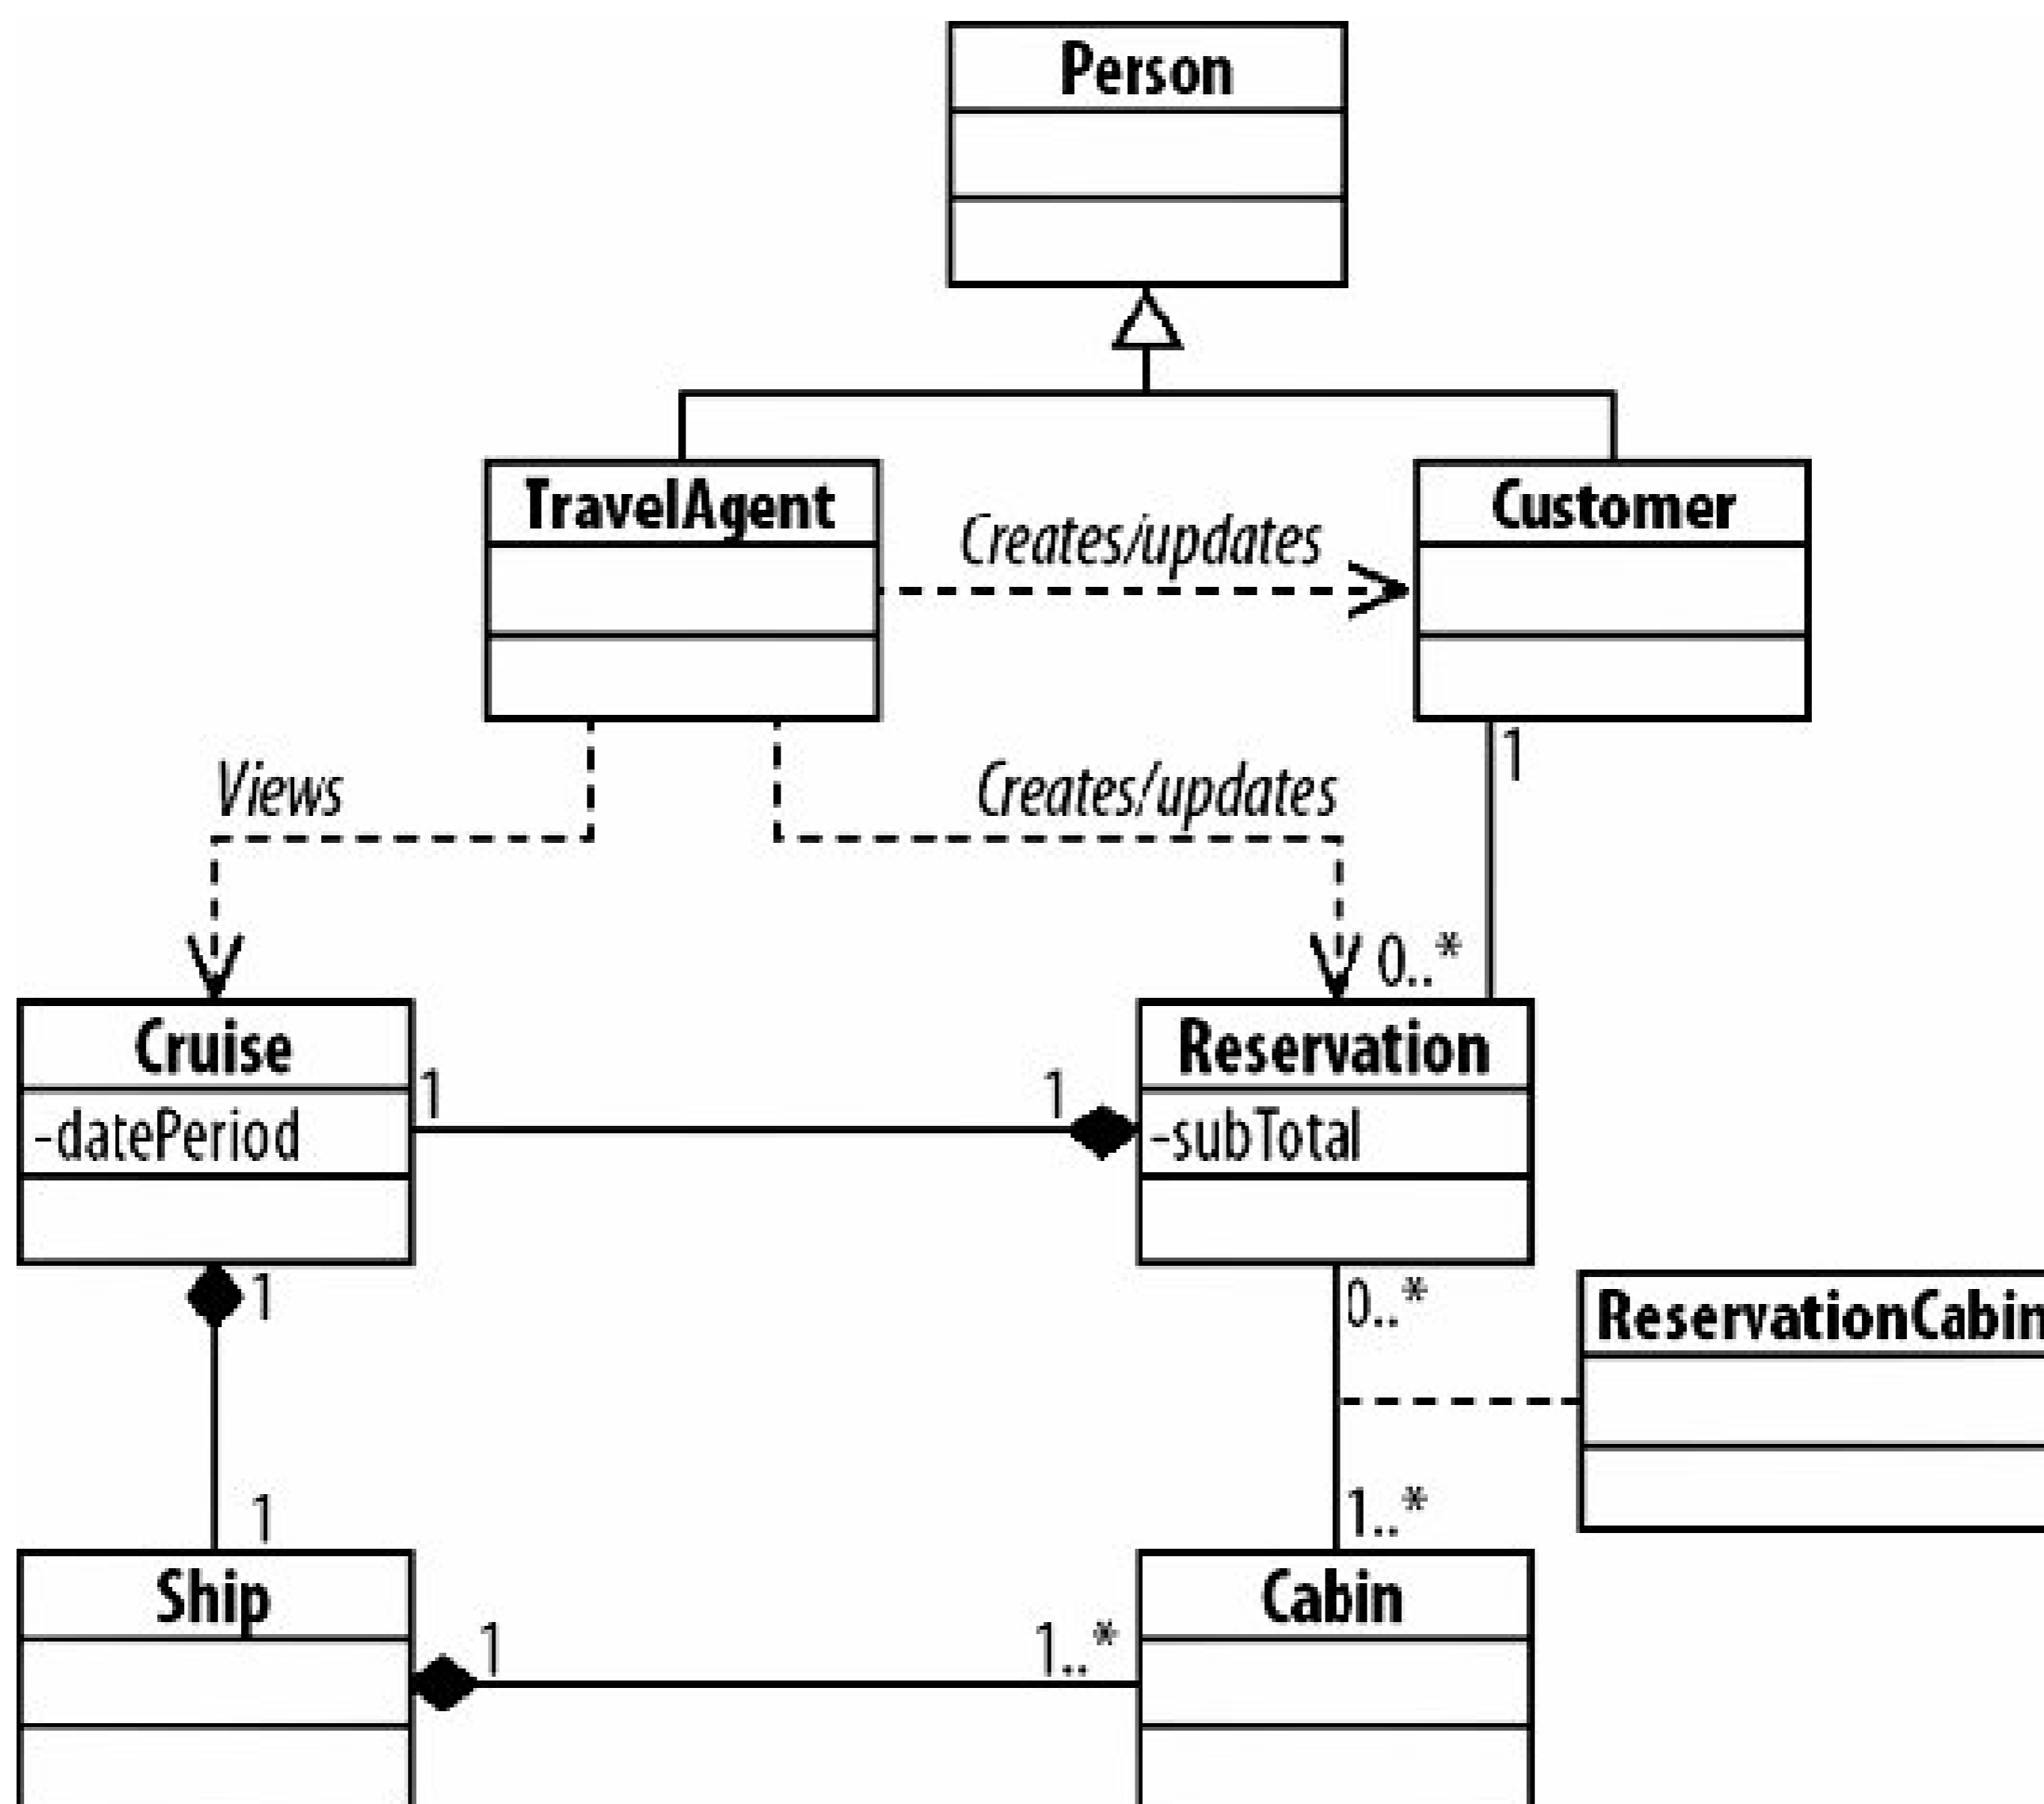 Person
TravelAgent
Creates/updates
Customer
1
Views
Creates/updates
0..*
Cruise
-datePeriod
1
1
Reservation
-subTotal
1
0..*
ReservationCabin
1
1..*
Ship
1
1..*
Cabin